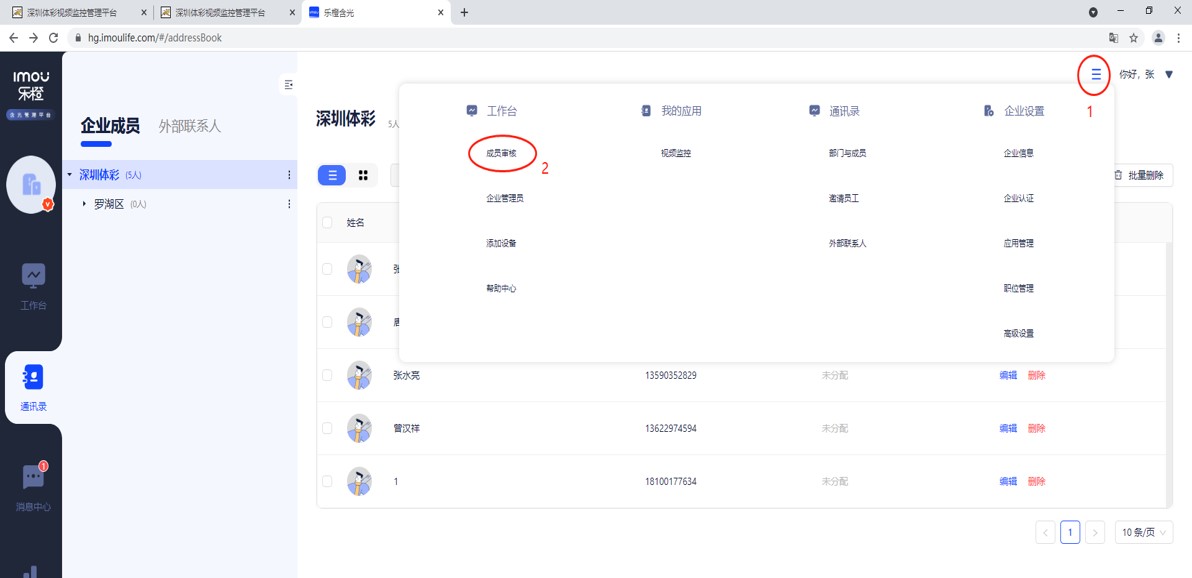 深圳体彩视频监控管理平台
深圳体彩视频监控管理平台
乐橙含光
hg.imoulife.com/#/addressBook
imou
乐橙
含光管理平台
工作台
通讯录
1
消息中心
企业成员
外部联系人
深圳体彩 (5人)
罗湖区 (0人)
你好, 张
1
深圳体彩 5人
工作台
成员审核
2
企业管理员
添加设备
帮助中心
我的应用
视频监控
通讯录
部门与成员
邀请员工
外部联系人
企业设置
企业信息
企业认证
应用管理
职位管理
高级设置
批量删除
姓名
张水亮 13590352829 未分配 编辑 删除
曾汉祥 13622974594 未分配 编辑 删除
1 18100177634 未分配 编辑 删除
< 1 > 10 条/页